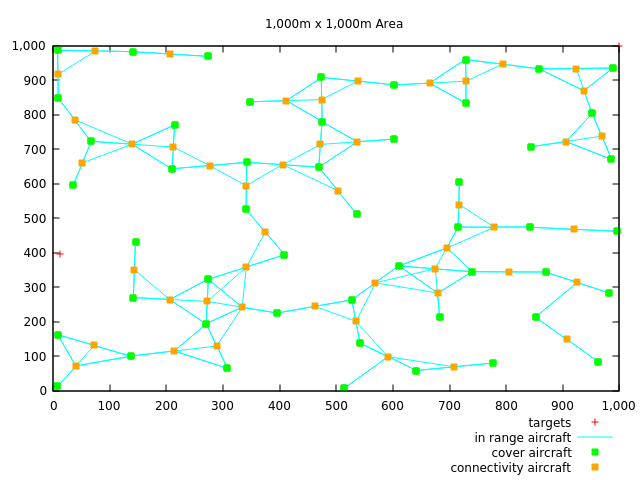 1,000m x 1,000m Area
1,000
900
800
700
600
500
400
300
200
100
0
0 100 200 300 400 500 600 700 800 900 1,000
targets
in range aircraft
cover aircraft
connectivity aircraft